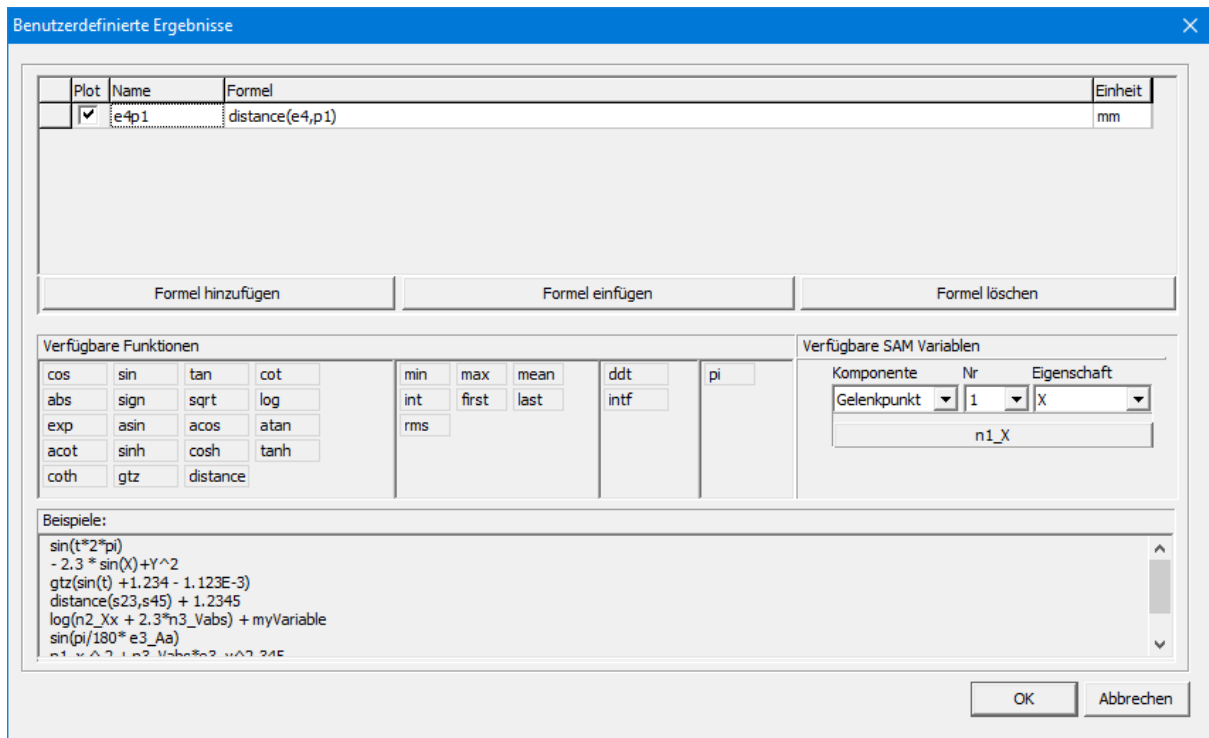 Benutzerdefinierte Ergebnisse
Plot Name Formel Einheit
e4p1 distance(e4,p1) mm
Formel hinzufügen Formel einfügen Formel löschen
Verfügbare Funktionen Verfügbare SAM Variablen
cos sin tan cot min max mean ddt pi Komponente Nr Eigenschaft
abs sign sqrt log int first last intf Gelenkpunkt 1 X
exp asin acos atan rms
acot sinh cosh tanh n1_X
coth gtz distance
Beispiele:
sin(t*2*pi)
- 2.3 * sin(X)+Y^2
gtz(sin(t) +1.234 - 1.123E-3)
distance(s23,s45) + 1.2345
log(n2_Xx + 2.3*n3_Vabs) + myVariable
sin(pi/180* e3_Aa)
OK Abbrechen